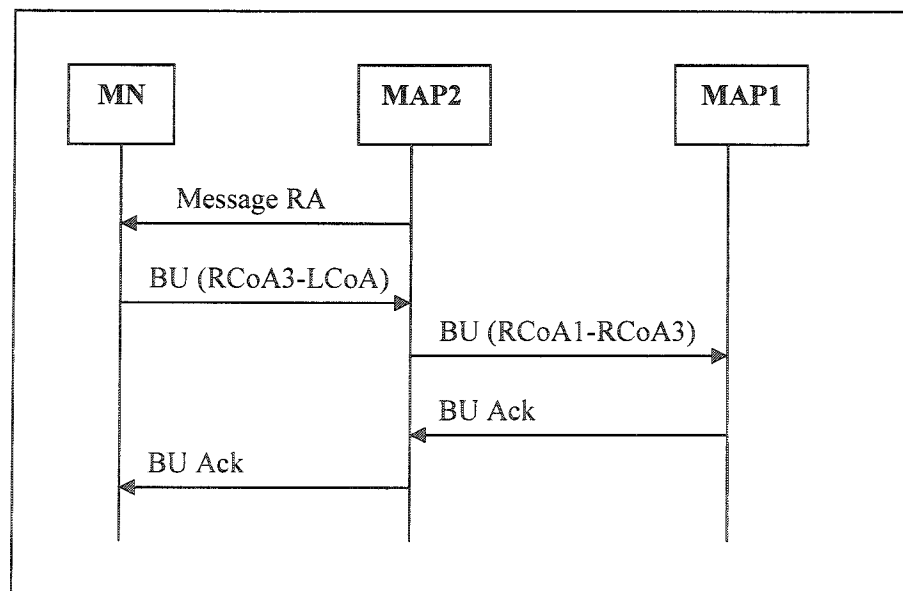 MN
MAP2
MAP1
Message RA
BU (RCoA3-LCoA)
BU (RCoA1-RCoA3)
BU Ack
BU Ack